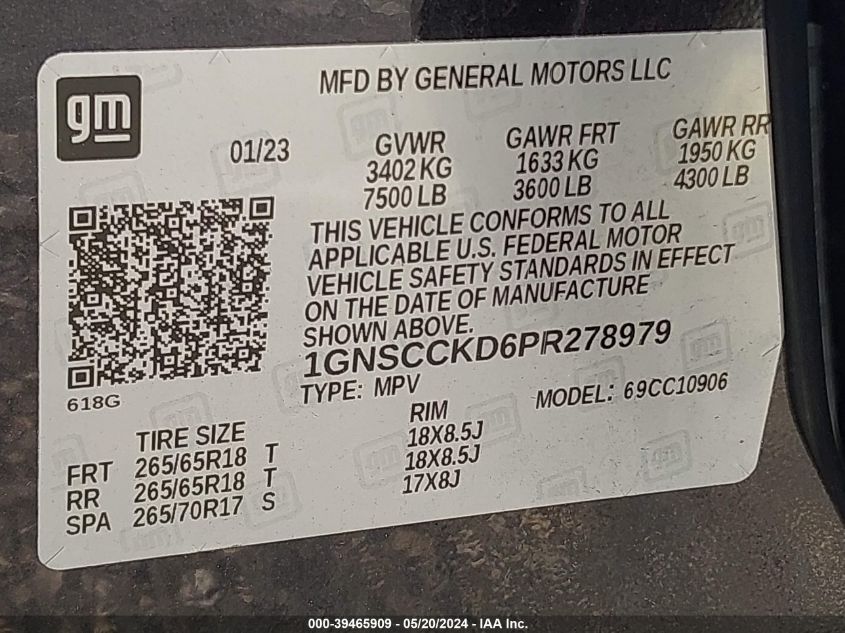 gm
MFD BY GENERAL MOTORS LLC
01/23
GVWR GAWR FRT GAWR RR
3402 KG 1633 KG 1950 KG
7500 LB 3600 LB 4300 LB
THIS VEHICLE CONFORMS TO ALL
APPLICABLE U.S. FEDERAL MOTOR
VEHICLE SAFETY STANDARDS IN EFFECT
ON THE DATE OF MANUFACTURE
SHOWN ABOVE.
1GNSCCKD6PR278979
TYPE: MPV MODEL: 69CC10906
618G
TIRE SIZE RIM
FRT 265/65R18 T 18X8.5J
RR 265/65R18 T 18X8.5J
SPA 265/70R17 S 17X8J
000-39465909 - 05/20/2024 - IAA Inc.